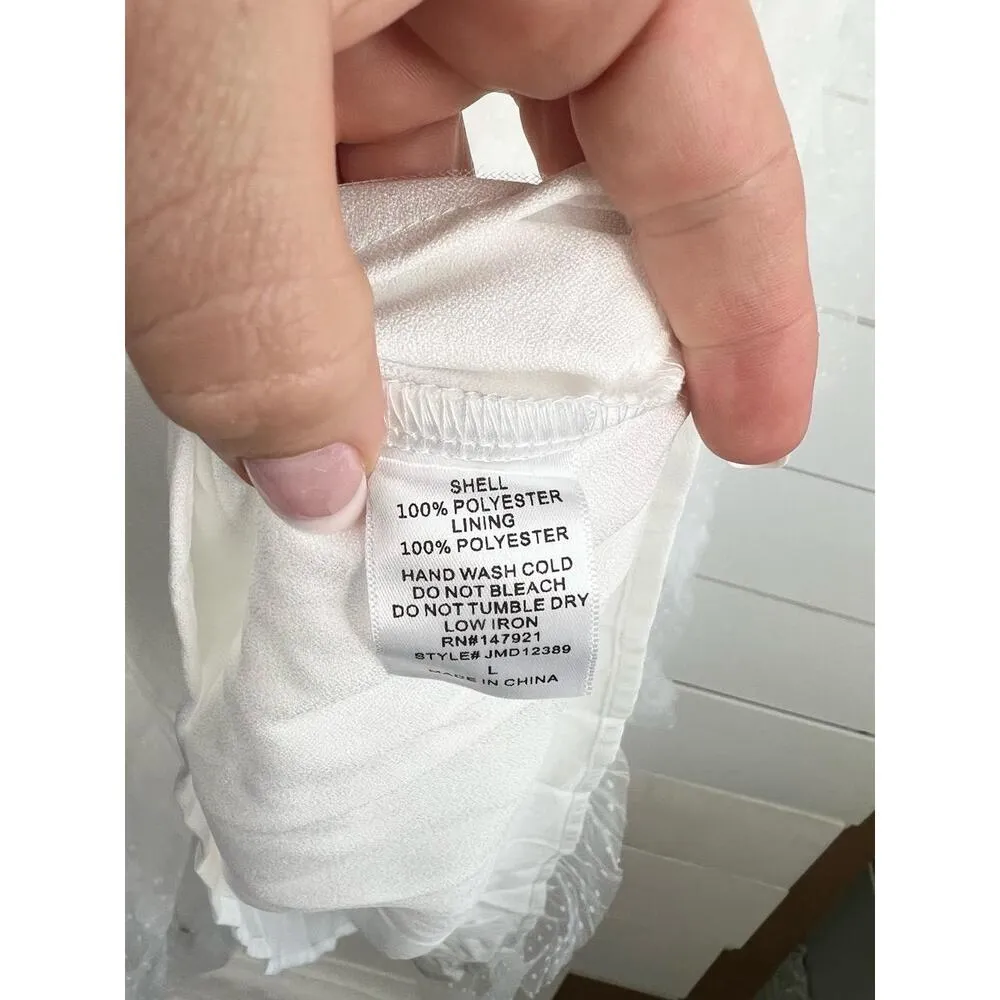 SHELL
100% POLYESTER
LINING
100% POLYESTER
HAND WASH COLD
DO NOT BLEACH
DO NOT TUMBLE DRY
LOW IRON
RN#147921
STYLE# JMD12389
L
MADE IN CHINA